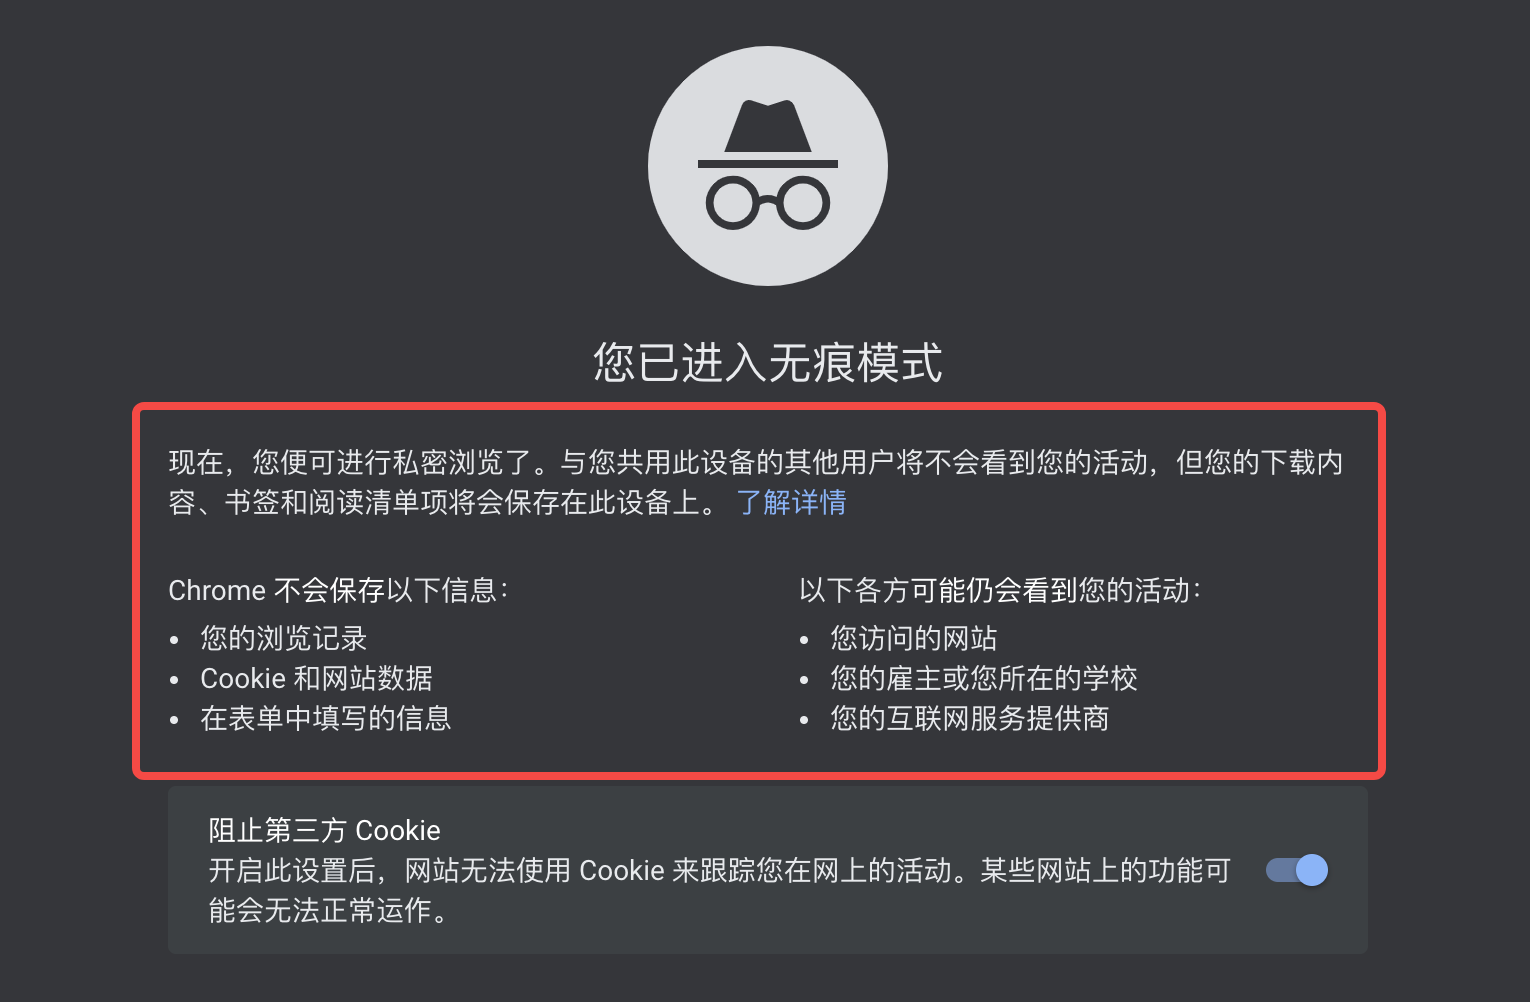 您已进入无痕模式
现在，您便可进行私密浏览了。与您共用此设备的其他用户将不会看到您的活动，但您的下载内
容、书签和阅读清单项将会保存在此设备上。 了解详情
Chrome 不会保存以下信息：
您的浏览记录
Cookie 和网站数据
在表单中填写的信息
以下各方可能仍会看到您的活动：
您访问的网站
您的雇主或您所在的学校
您的互联网服务提供商
阻止第三方 Cookie
开启此设置后，网站无法使用 Cookie 来跟踪您在网上的活动。某些网站上的功能可
能会无法正常运作。